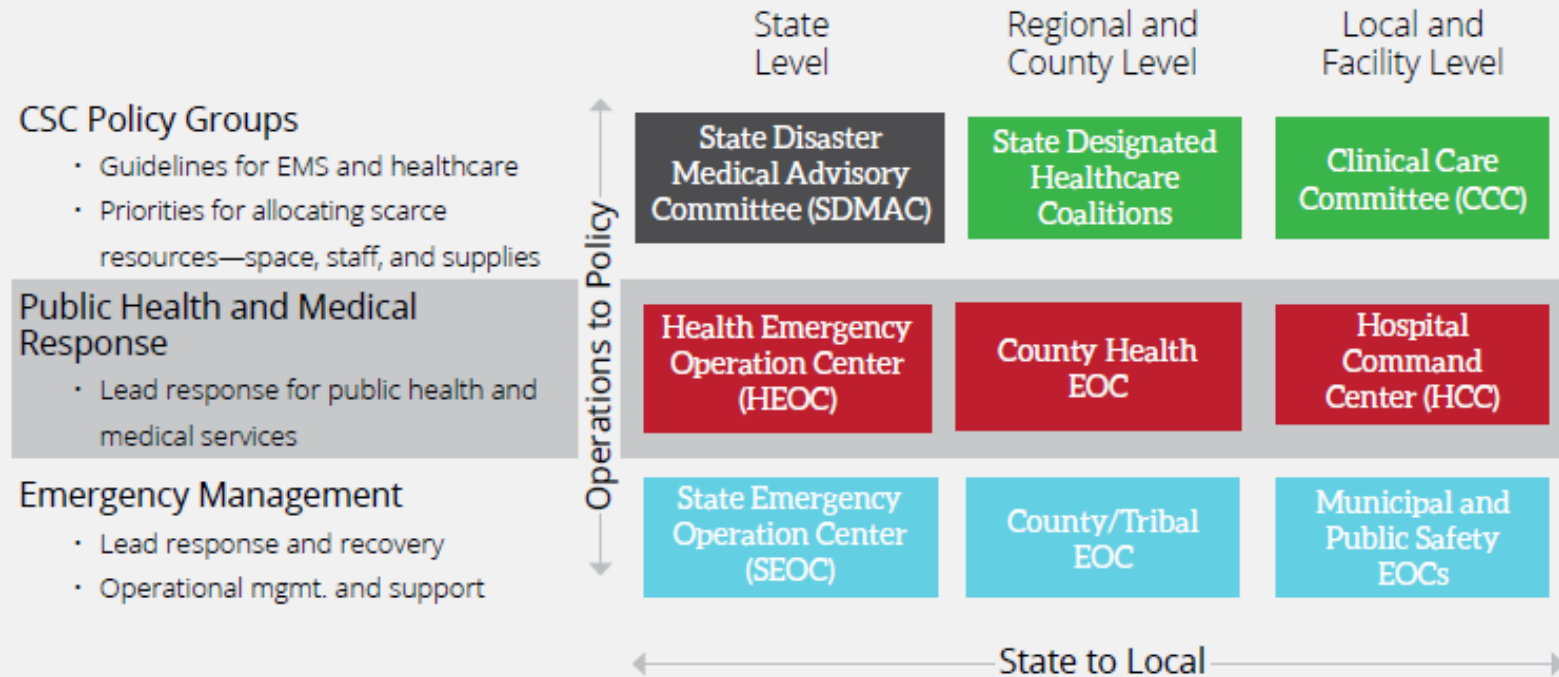 State
Level
Regional and
County Level
Local and
Facility Level
CSC Policy Groups
· Guidelines for EMS and healthcare
· Priorities for allocating scarce
resources—space, staff, and supplies
State Disaster
Medical Advisory
Committee (SDMAC)
State Designated
Healthcare
Coalitions
Clinical Care
Committee (CCC)
Operations to Policy
Public Health and Medical
Response
· Lead response for public health and
medical services
Health Emergency
Operation Center
(HEOC)
County Health
EOC
Hospital
Command
Center (HCC)
Emergency Management
· Lead response and recovery
· Operational mgmt. and support
State Emergency
Operation Center
(SEOC)
County/Tribal
EOC
Municipal and
Public Safety
EOCs
State to Local